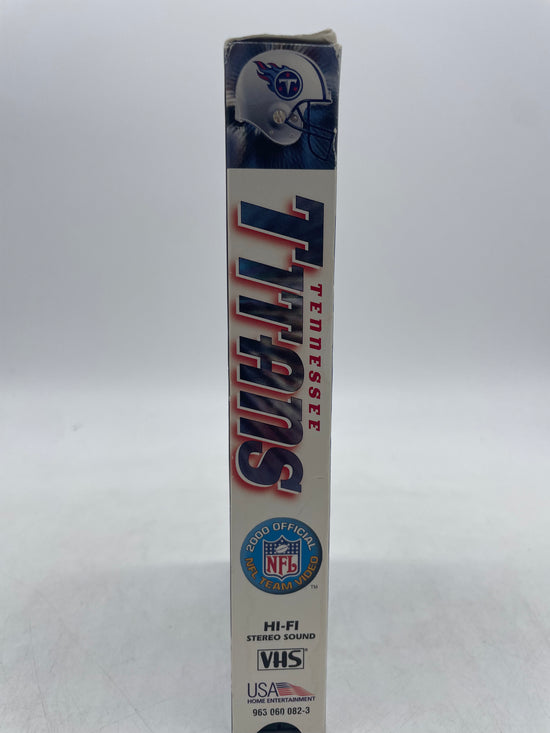 T
TENNESSEE
TITANS
2000 OFFICIAL
NFL
NFL TEAM VIDEO
TM
HI-FI
STEREO SOUND
VHS
USA
HOME ENTERTAINMENT
963 060 082-3